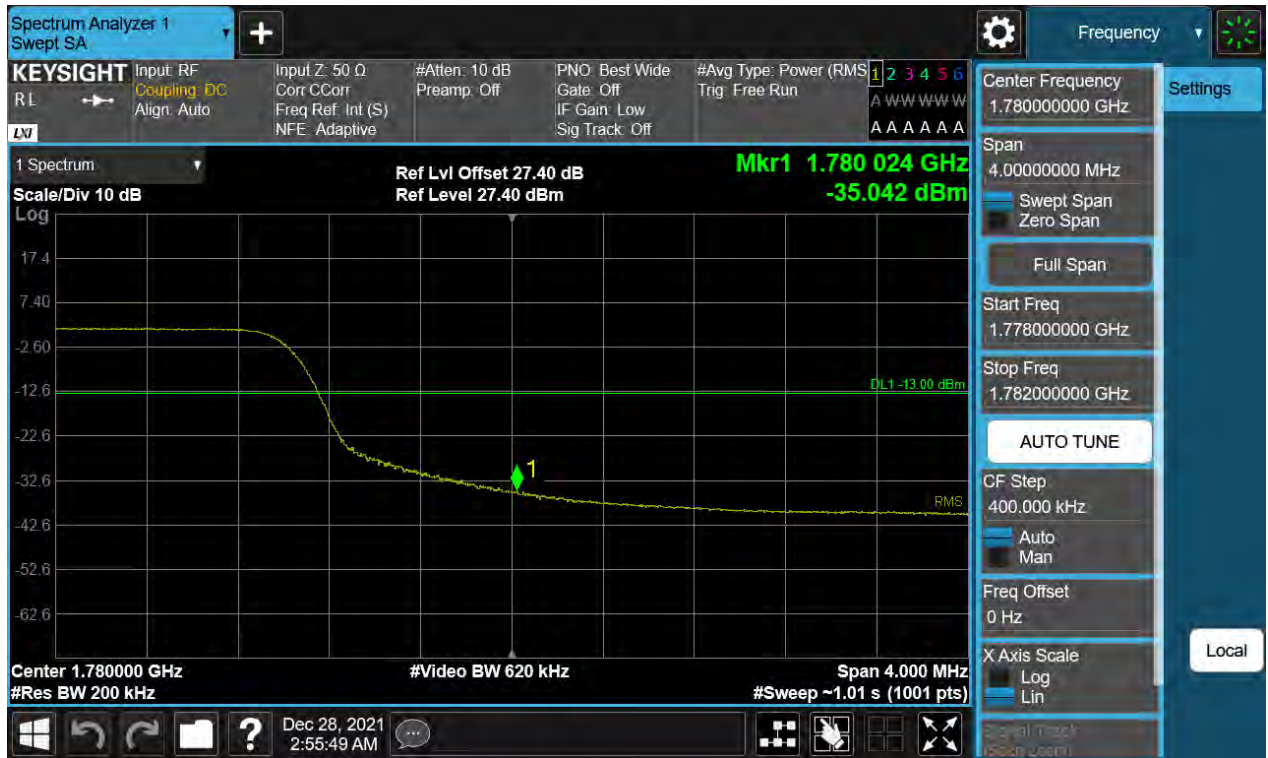 Spectrum Analyzer 1
Swept SA
+
Frequency
KEYSIGHT
RL
LXI
Input: RF
Coupling: DC
Align: Auto
Input Z: 50 Ω
Corr CCorr
Freq Ref: Int (S)
NFE: Adaptive
#Atten: 10 dB
Preamp: Off
PNO: Best Wide
Gate: Off
IF Gain: Low
Sig Track: Off
#Avg Type: Power (RMS
Trig: Free Run
1 2 3 4 5 6
A W W W W W
A A A A A A
1 Spectrum
Scale/Div 10 dB
Log
Ref Lvl Offset 27.40 dB
Ref Level 27.40 dBm
Mkr1 1.780 024 GHz
-35.042 dBm
17.4
7.40
-2.60
-12.6
-22.6
-32.6
-42.6
-52.6
-62.6
DL1 -13.00 dBm
1
RMS
Center 1.780000 GHz
#Video BW 620 kHz
Span 4.000 MHz
#Res BW 200 kHz
#Sweep ~1.01 s (1001 pts)
Center Frequency
1.780000000 GHz
Span
4.00000000 MHz
Swept Span
Zero Span
Full Span
Start Freq
1.778000000 GHz
Stop Freq
1.782000000 GHz
AUTO TUNE
CF Step
400.000 kHz
Auto
Man
Freq Offset
0 Hz
X Axis Scale
Log
Lin
Signal Track
(Span Zoom)
Settings
Local
?
Dec 28, 2021
2:55:49 AM